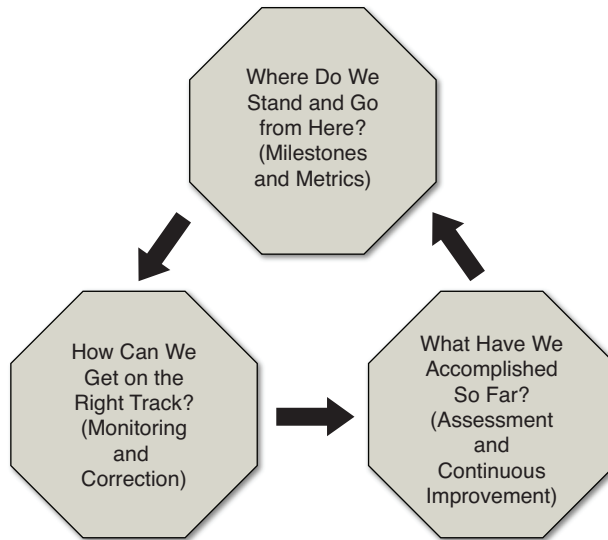 Where Do We
Stand and Go
from Here?
(Milestones
and Metrics)
How Can We
Get on the
Right Track?
(Monitoring
and
Correction)
What Have We
Accomplished
So Far?
(Assessment
and
Continuous
Improvement)